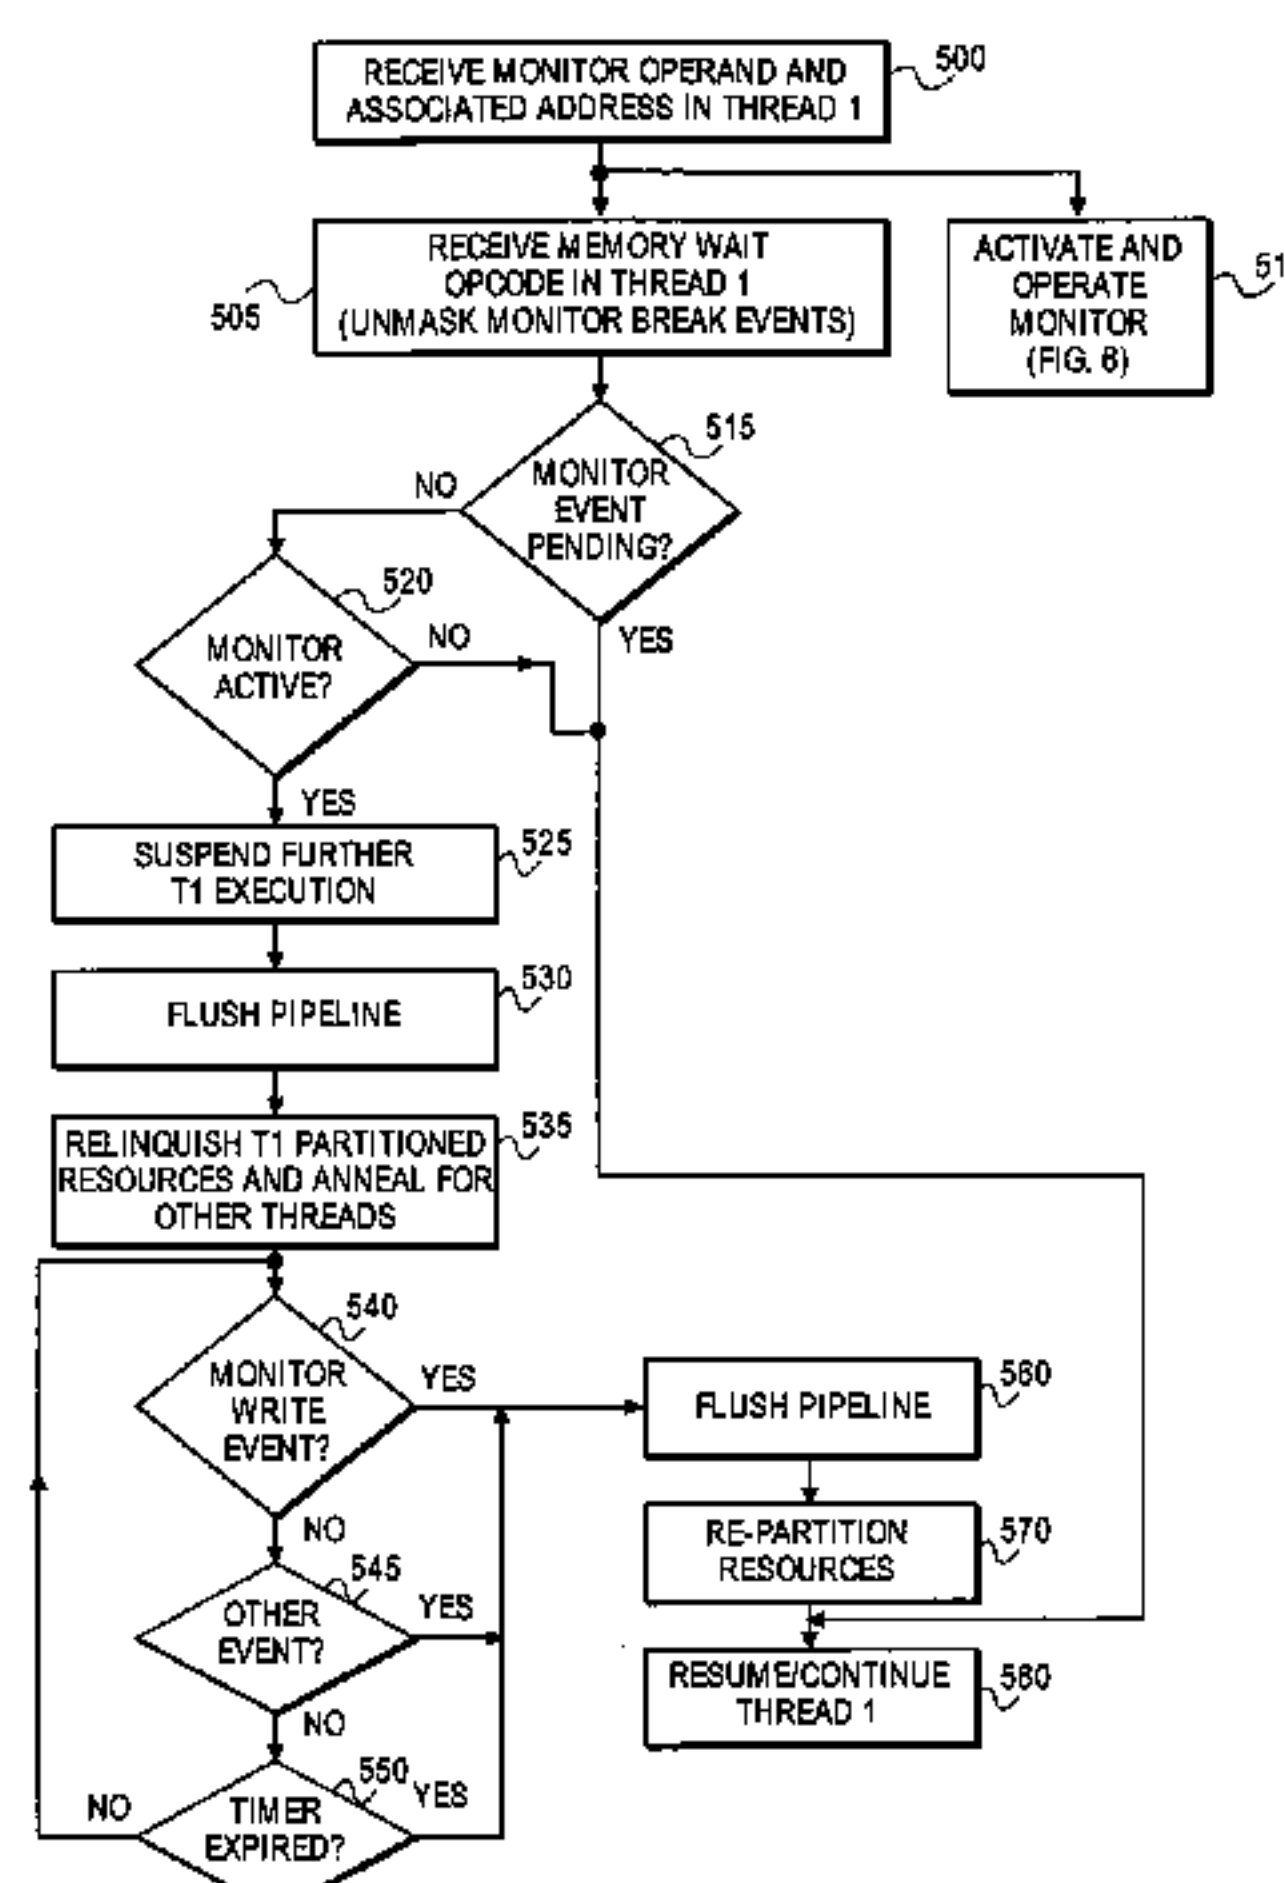 RECEIVE MONITOR OPERAND AND
ASSOCIATED ADDRESS IN THREAD 1
500
RECEIVE MEMORY WAIT
OPCODE IN THREAD 1
(UNMASK MONITOR BREAK EVENTS)
505
ACTIVATE AND
OPERATE
MONITOR
(FIG. 6)
51
MONITOR
EVENT
PENDING?
515
NO
YES
MONITOR
ACTIVE?
520
NO
YES
SUSPEND FURTHER
T1 EXECUTION
525
FLUSH PIPELINE
530
RELINQUISH T1 PARTITIONED
RESOURCES AND ANNEAL FOR
OTHER THREADS
535
MONITOR
WRITE
EVENT?
540
YES
NO
FLUSH PIPELINE
560
RE-PARTITION
RESOURCES
570
OTHER
EVENT?
545
YES
NO
RESUME/CONTINUE
THREAD 1
580
TIMER
EXPIRED?
550
YES
NO